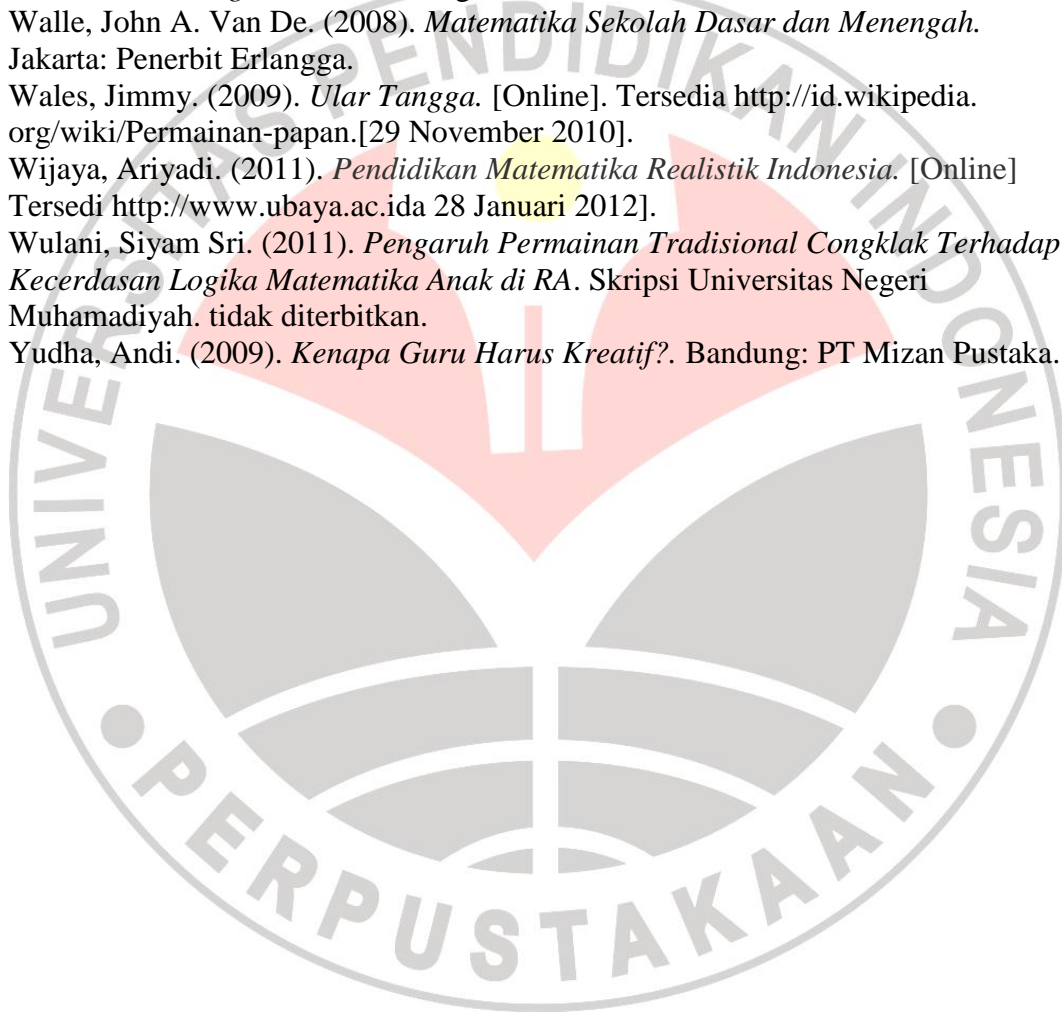 Walle, John A. Van De. (2008). Matematika Sekolah Dasar dan Menengah.
Jakarta: Penerbit Erlangga.
Wales, Jimmy. (2009). Ular Tangga. [Online]. Tersedia http://id.wikipedia.
org/wiki/Permainan-papan.[29 November 2010].
Wijaya, Ariyadi. (2011). Pendidikan Matematika Realistik Indonesia. [Online]
Tersedi http://www.ubaya.ac.ida 28 Januari 2012].
Wulani, Siyam Sri. (2011). Pengaruh Permainan Tradisional Congklak Terhadap
Kecerdasan Logika Matematika Anak di RA. Skripsi Universitas Negeri
Muhamadiyah. tidak diterbitkan.
Yudha, Andi. (2009). Kenapa Guru Harus Kreatif?. Bandung: PT Mizan Pustaka.
UNIVERSITAS PENDIDIKAN INDONESIA
PERPUSTAKAAN